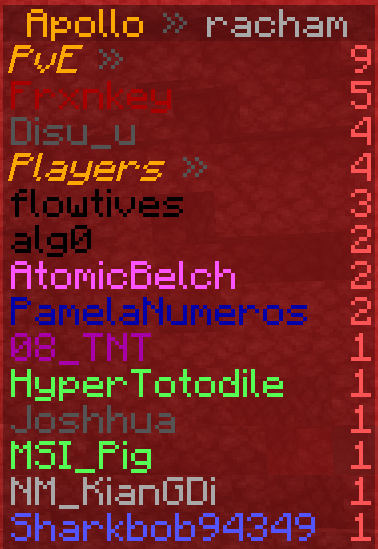 Apollo » racham
PvE » 9
Prxnkey 5
Disu_u 4
Players » 4
flowtives 3
alg0 2
AtomicBelch 2
PamelaNumeros 2
08_TNT 1
HyperTotodile 1
Joshhua 1
MSI_Pig 1
NM_KianGDi 1
Sharkbob94349 1